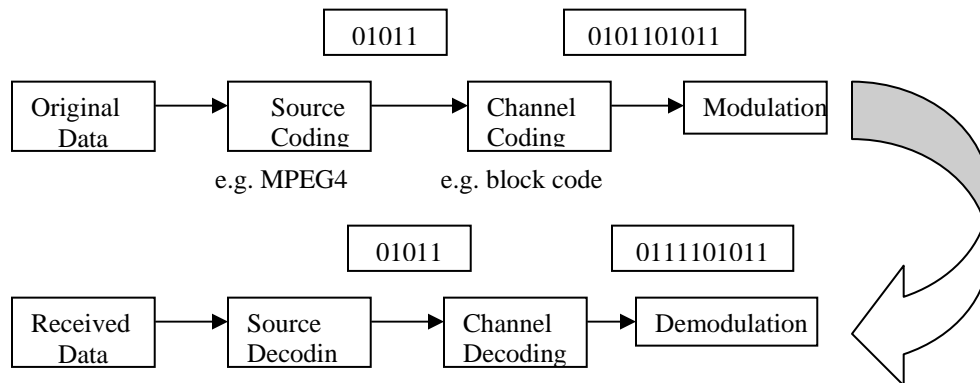 01011
0101101011
Original
Data
Source
Coding
Channel
Coding
Modulation
e.g. MPEG4
e.g. block code
01011
0111101011
Received
Data
Source
Decodin
Channel
Decoding
Demodulation